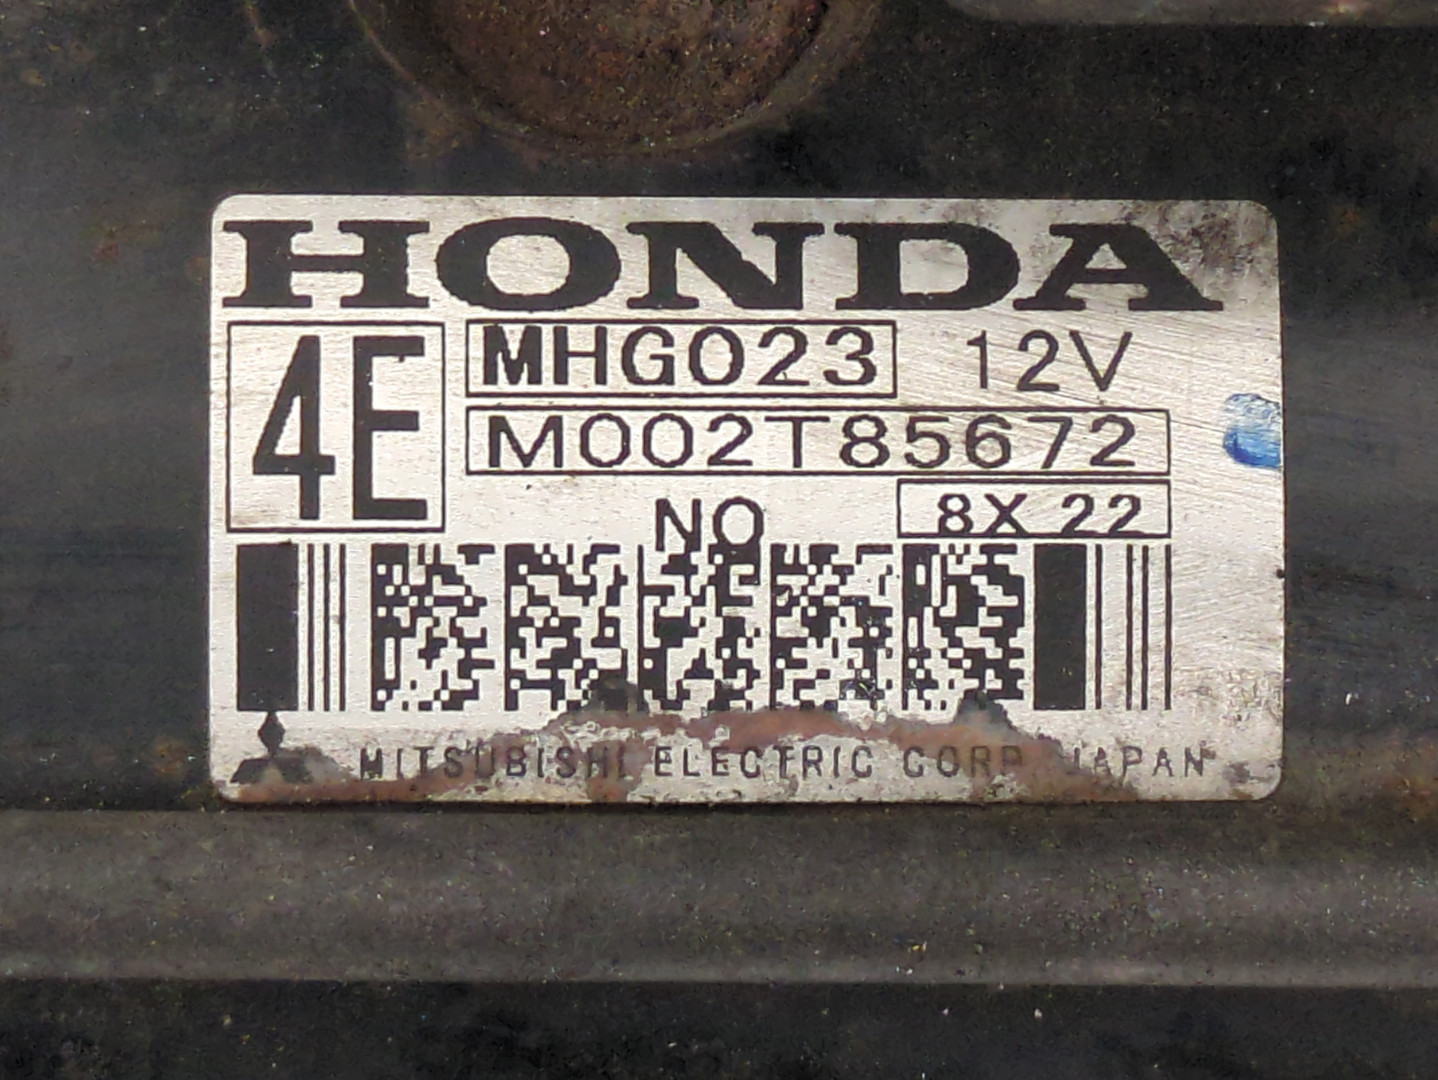 HONDA
4E
MHG023 12V
M002T85672
NO 8X 22
MITSUBISHI ELECTRIC CORP JAPAN